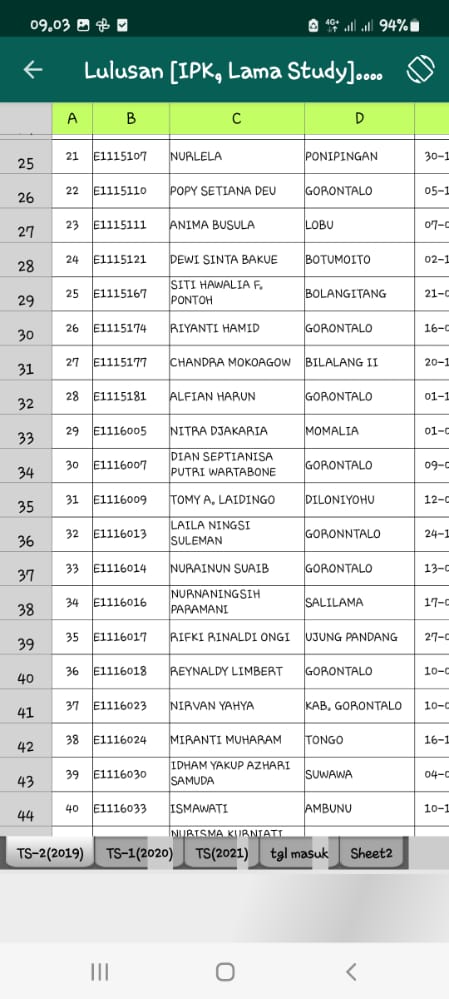 09.03 4G+ 94%
Lulusan [IPK, Lama Study]....
A B C D
25 21 E1115107 NURLELA PONIPINGAN 30-1
26 22 E1115110 POPY SETIANA DEU GORONTALO 05-1
27 23 E1115111 ANIMA BUSULA LOBU 07-0
28 24 E1115121 DEWI SINTA BAKUE BOTUMOITO 02-1
29 25 E1115167 SITI HAWALIA F. BOLANGITANG 21-0
PONTOH
30 26 E1115174 RIYANTI HAMID GORONTALO 16-0
31 27 E1115177 CHANDRA MOKOAGOW BILALANG II 20-1
32 28 E1115181 ALFIAN HARUN GORONTALO 01-1
33 29 E1116005 NITRA DJAKARIA MOMALIA 01-0
34 30 E1116007 DIAN SEPTIANISA GORONTALO 09-0
PUTRI WARTABONE
35 31 E1116009 TOMY A. LAIDINGO DILONIYOHU 12-0
36 32 E1116013 LAILA NINGSI GORONNTALO 24-1
SULEMAN
37 33 E1116014 NURAINUN SUAIB GORONTALO 13-0
38 34 E1116016 NURNANINGSIH SALILAMA 17-0
PARAMANI
39 35 E1116017 RIFKI RINALDI ONGI UJUNG PANDANG 27-0
40 36 E1116018 REYNALDY LIMBERT GORONTALO 10-0
41 37 E1116023 NIRVAN YAHYA KAB. GORONTALO 10-0
42 38 E1116024 MIRANTI MUHARAM TONGO 16-1
43 39 E1116030 IDHAM YAKUP AZHARI SUWAWA 04-0
SAMUDA
44 40 E1116033 ISMAWATI AMBUNU 10-1
NURISMA KURNIATI
TS-2(2019) TS-1(2020) TS(2021) tgl masuk Sheet2